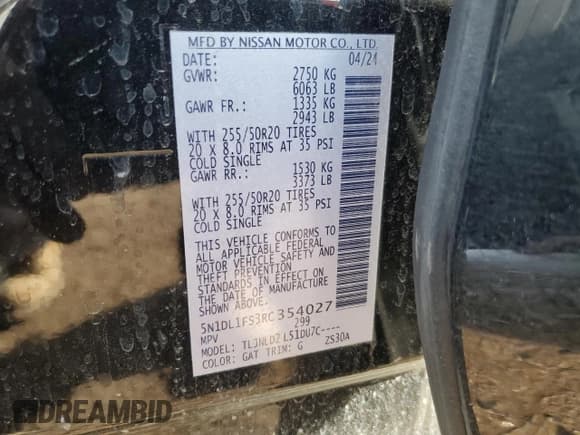 MFD BY NISSAN MOTOR CO., LTD.
DATE: 04/24
GVWR: 2750 KG
6063 LB
GAWR FR.: 1335 KG
2943 LB
WITH 255/50R20 TIRES
20 X 8.0 RIMS AT 35 PSI
COLD SINGLE
GAWR RR.: 1530 KG
3373 LB
WITH 255/50R20 TIRES
20 X 8.0 RIMS AT 35 PSI
COLD SINGLE
THIS VEHICLE CONFORMS TO
ALL APPLICABLE FEDERAL
MOTOR VEHICLE SAFETY AND
THEFT PREVENTION
STANDARDS IN EFFECT ON
THE DATE OF MANUFACTURE
SHOWN ABOVE.
5N1DL1FS3RC354027
MPV 299
MODEL: TLJNLDZ L51DU7C----
COLOR: GAT TRIM: G ZS30A
DREAMBID